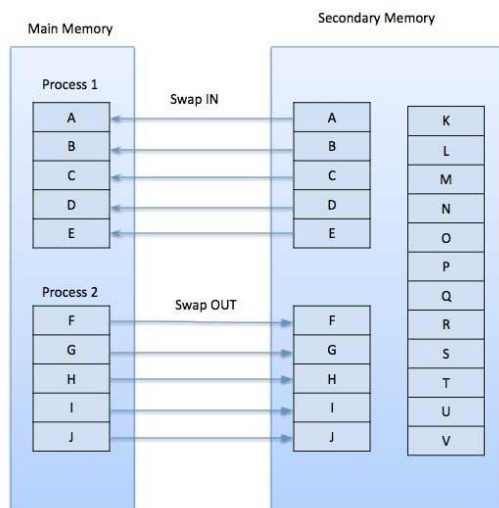 Main Memory
Secondary Memory
Process 1
Swap IN
A
B
C
D
E
A
B
C
D
E
Process 2
Swap OUT
F
G
H
I
J
F
G
H
I
J
K
L
M
N
O
P
Q
R
S
T
U
V